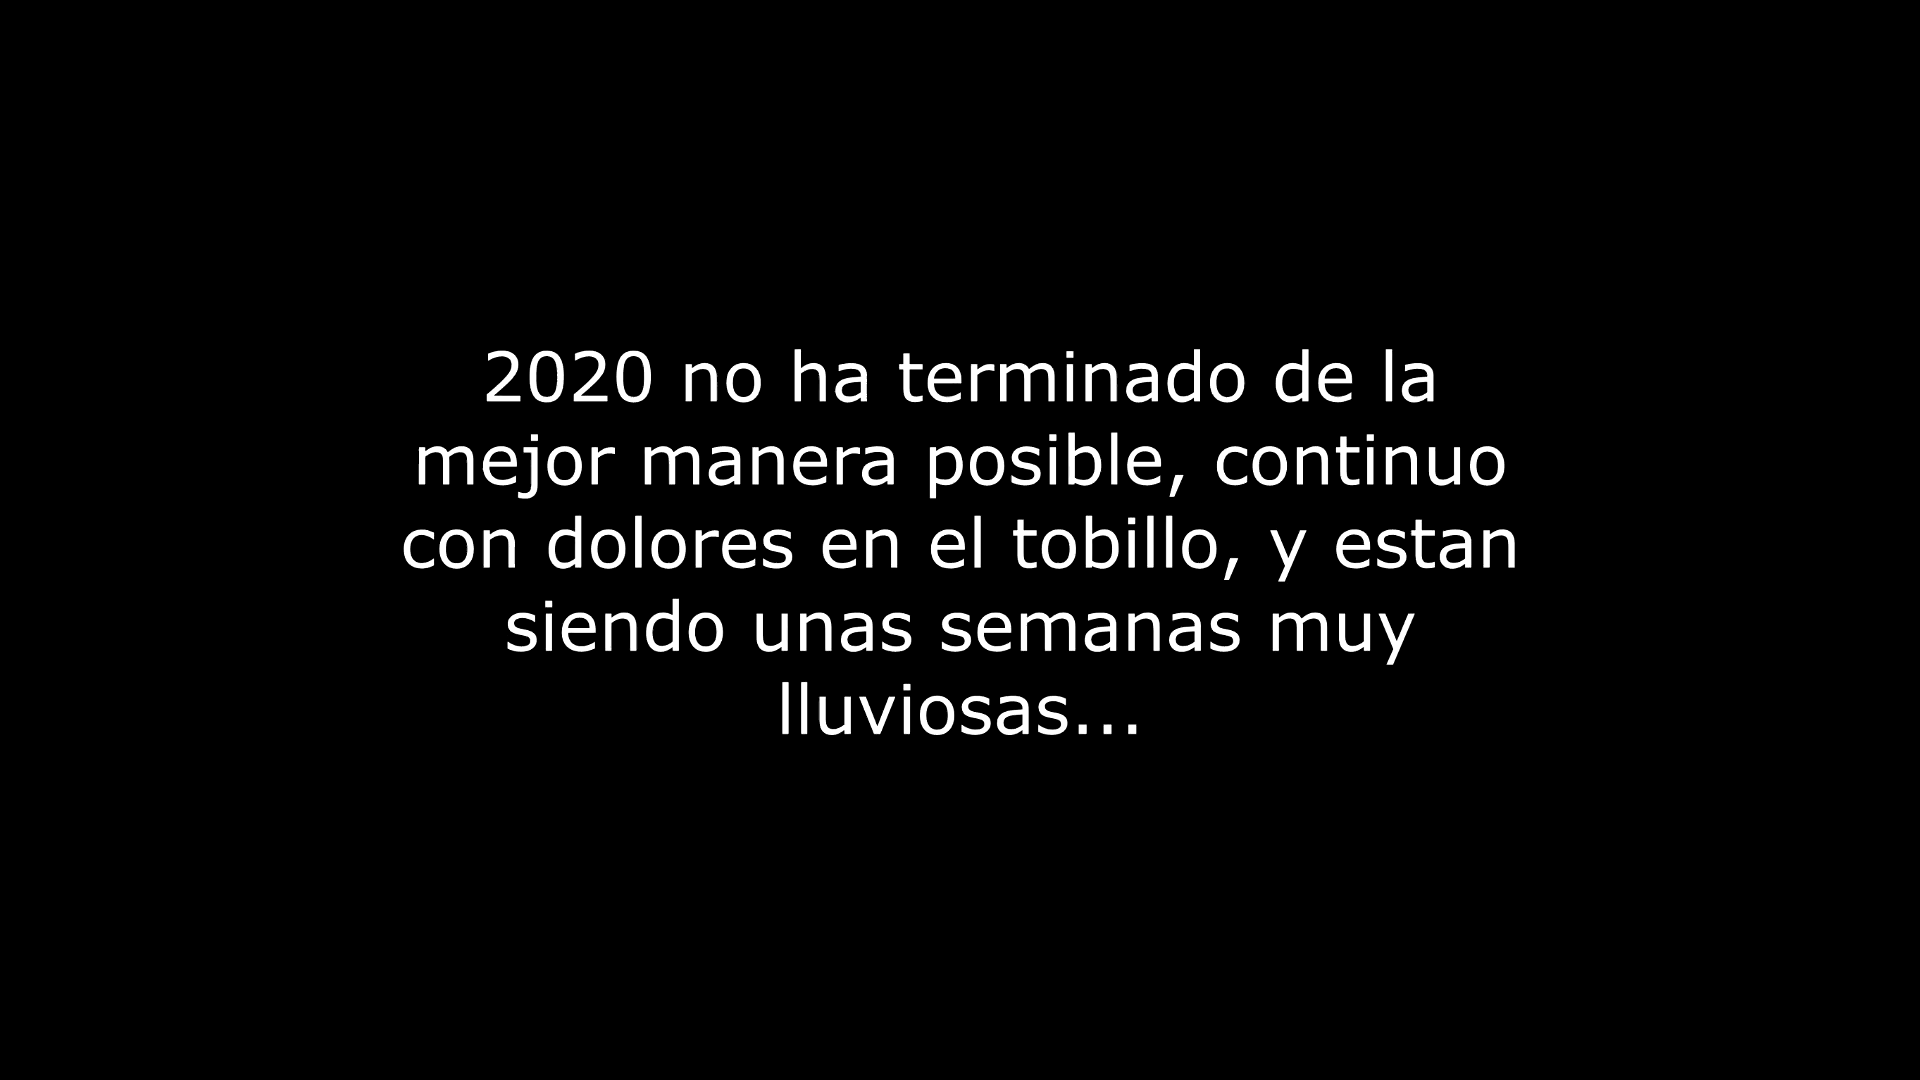 2020 no ha terminado de la
mejor manera posible, continuo
con dolores en el tobillo, y estan
siendo unas semanas muy
lluviosas...